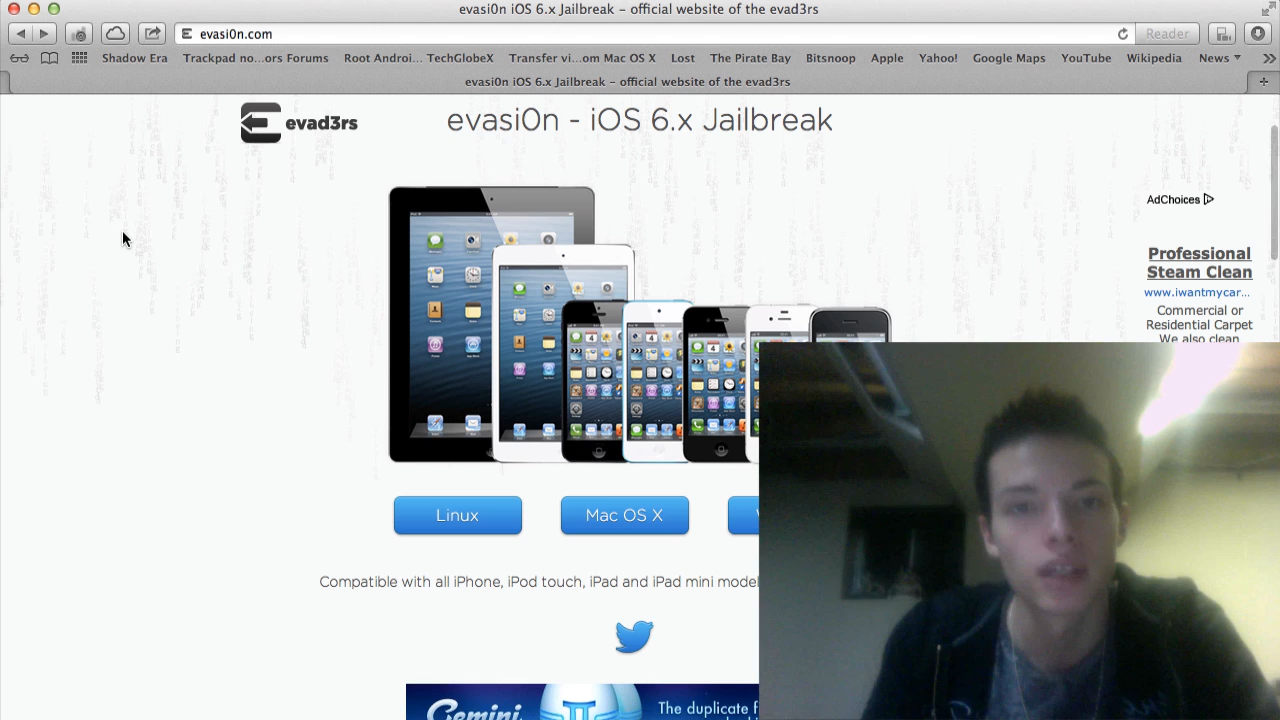 evasi0n iOS 6.x Jailbreak – official website of the evad3rs
evasi0n.com
Reader
Shadow Era Trackpad no...ors Forums Root Androi... TechGlobeX Transfer vi...om Mac OS X Lost The Pirate Bay Bitsnoop Apple Yahoo! Google Maps YouTube Wikipedia News
evasi0n iOS 6.x Jailbreak – official website of the evad3rs
evad3rs
evasi0n - iOS 6.x Jailbreak
AdChoices
Professional
Steam Clean
www.iwantmycar...
Commercial or
Residential Carpet
We also clean
Linux
Mac OS X
Compatible with all iPhone, iPod touch, iPad and iPad mini model
Gemini
The duplicate f